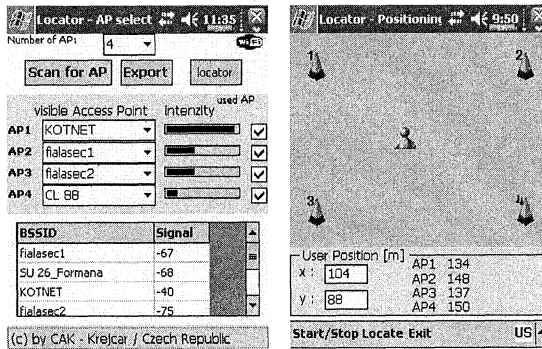 Locator - AP select 11:35
Number of AP: 4
WiFi
Scan for AP Export locator
used AP
visible Access Point Intenzity
AP1 KOTNET
AP2 fialasec1
AP3 fialasec2
AP4 CL 88
BSSID Signal
fialasec1 -67
SU 26_Formana -68
KOTNET -40
fialasec2 -75
(c) by CAK - Krejcar / Czech Republic
Locator - Positioning 9:50
1
2
3
4
User Position [m]
x : 104
y : 88
AP1 134
AP2 148
AP3 137
AP4 150
Start/Stop Locate Exit US